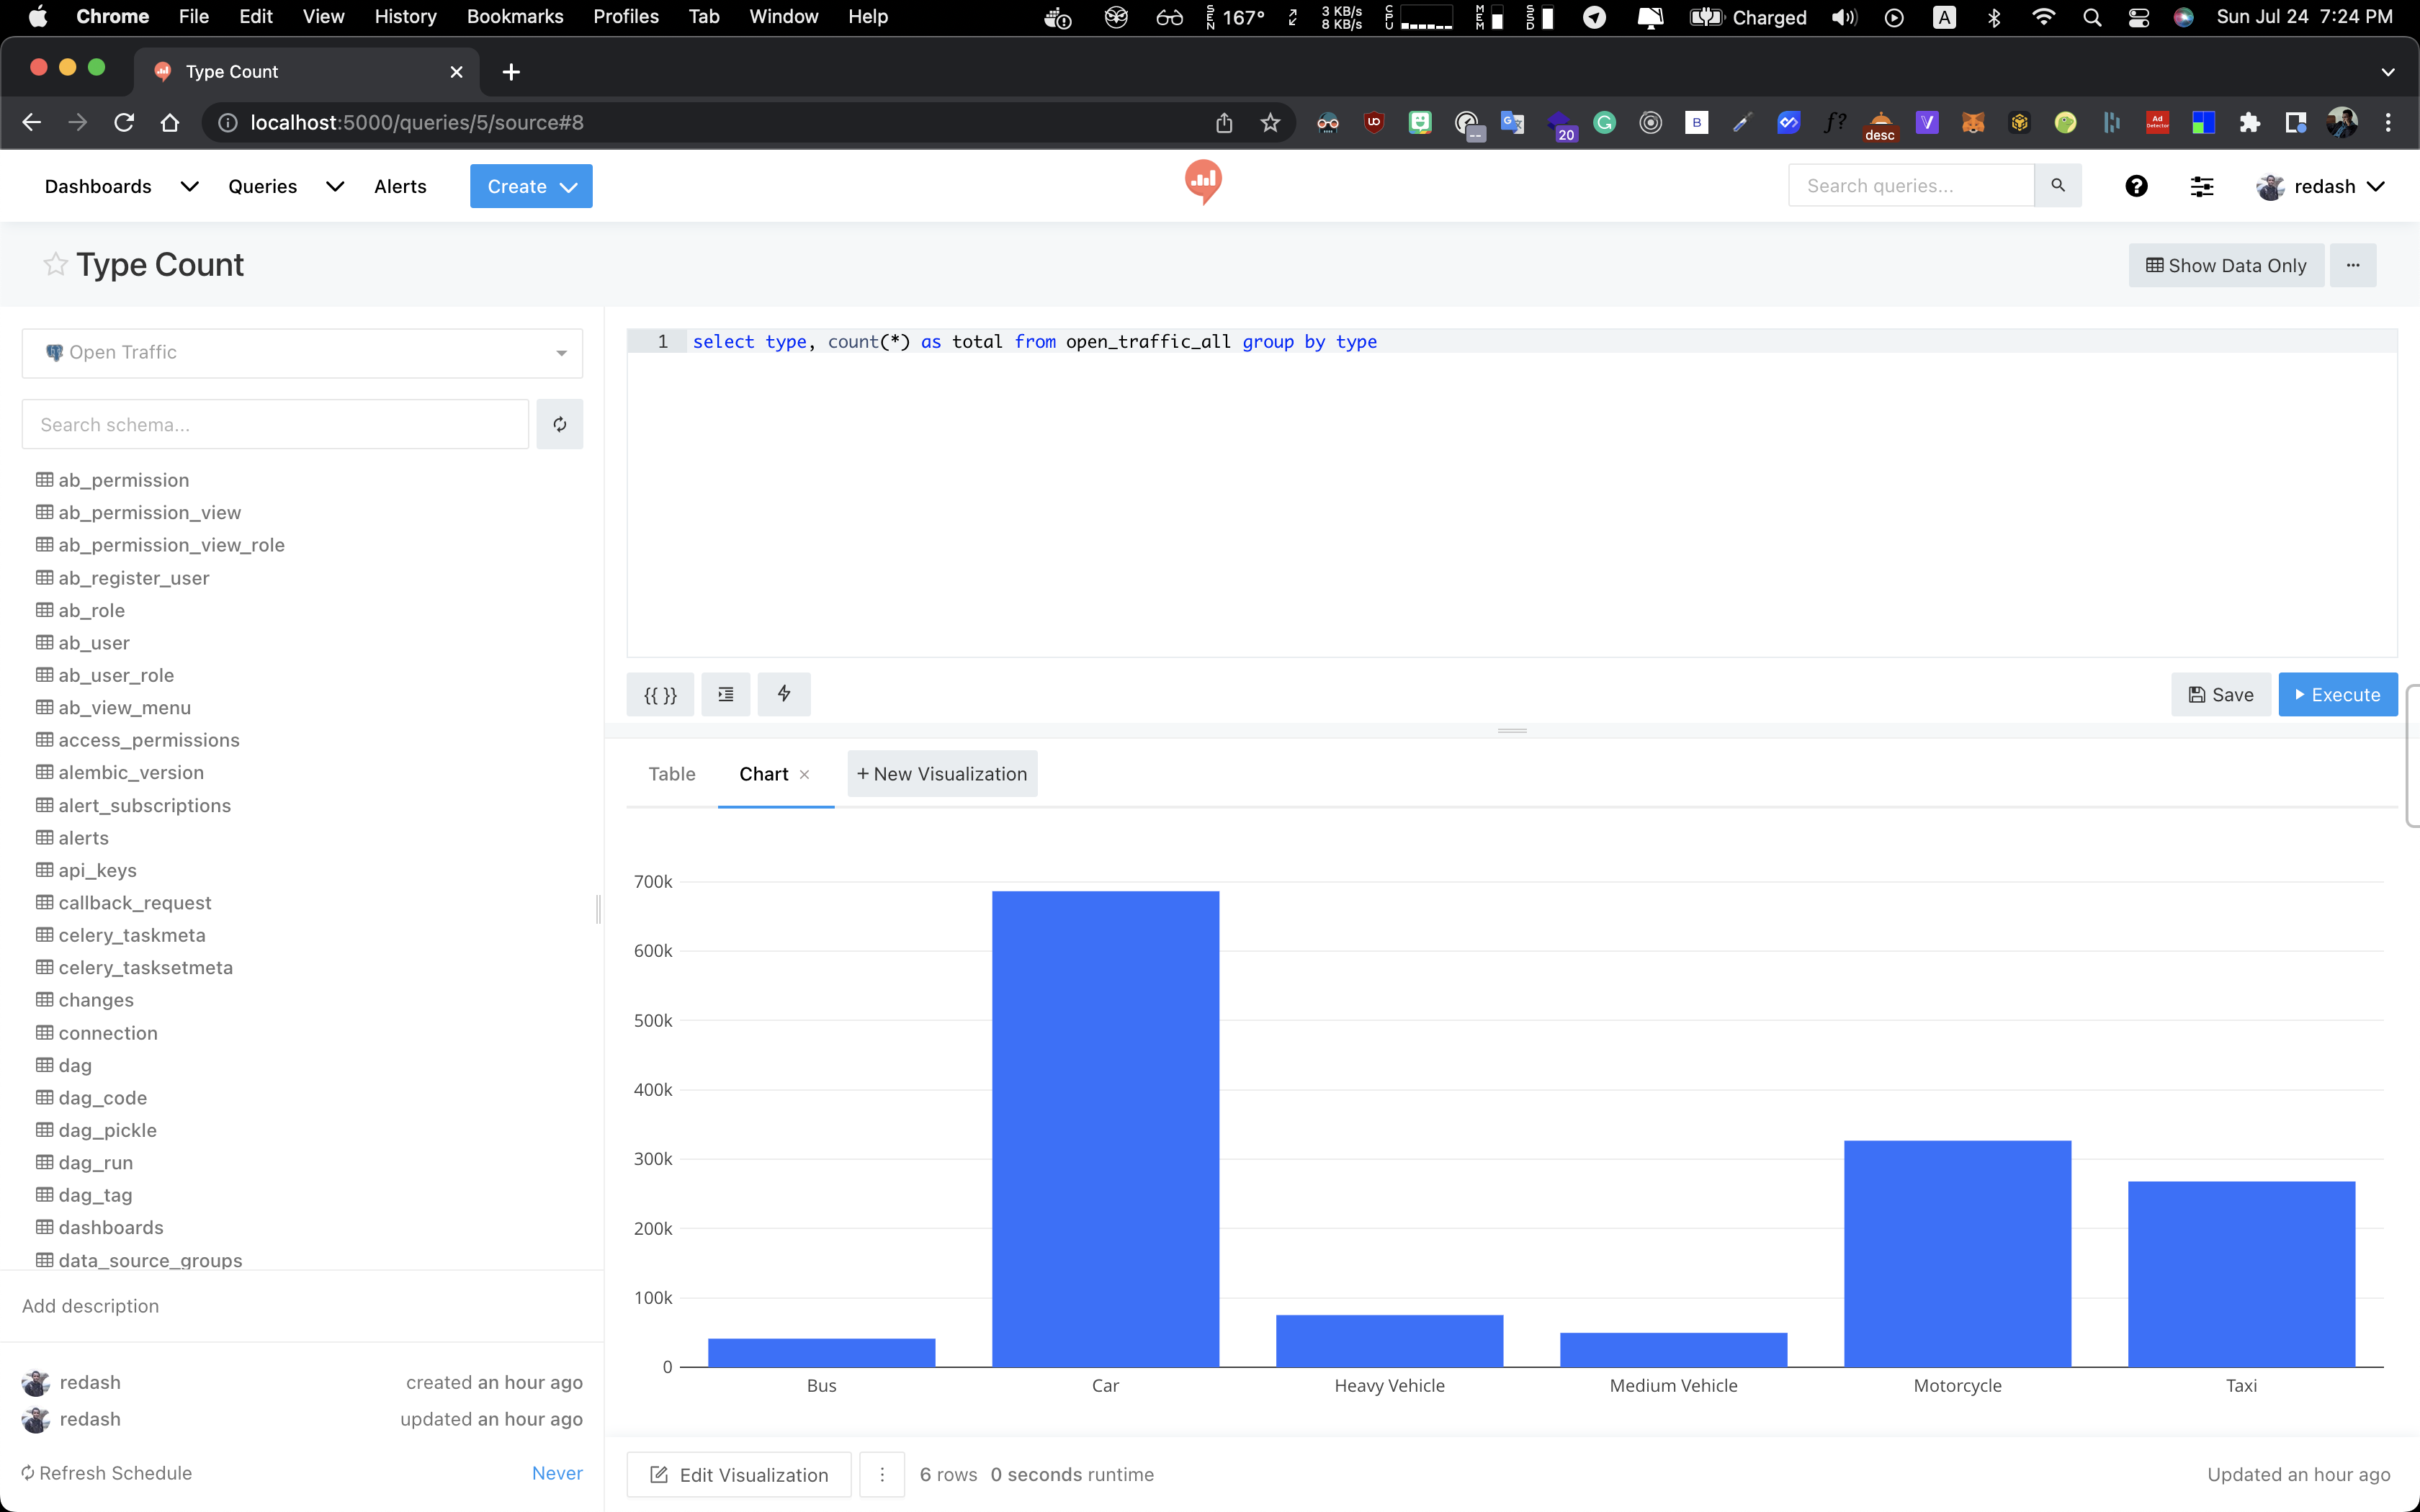 Chrome File Edit View History Bookmarks Profiles Tab Window Help SEN 167° 3 KB/s 8 KB/s CPU MEM SSD Charged A Sun Jul 24 7:24 PM
Type Count
localhost:5000/queries/5/source#8
20 desc
Dashboards Queries Alerts Create Search queries... redash
Type Count Show Data Only
Open Traffic
Search schema...
ab_permission
ab_permission_view
ab_permission_view_role
ab_register_user
ab_role
ab_user
ab_user_role
ab_view_menu
access_permissions
alembic_version
alert_subscriptions
alerts
api_keys
callback_request
celery_taskmeta
celery_tasksetmeta
changes
connection
dag
dag_code
dag_pickle
dag_run
dag_tag
dashboards
data_source_groups
Add description
redash created an hour ago
redash updated an hour ago
Refresh Schedule Never
1 select type, count(*) as total from open_traffic_all group by type
{{ }} Save Execute
Table Chart × + New Visualization
700k
600k
500k
400k
300k
200k
100k
0
Bus Car Heavy Vehicle Medium Vehicle Motorcycle Taxi
Edit Visualization 6 rows 0 seconds runtime Updated an hour ago